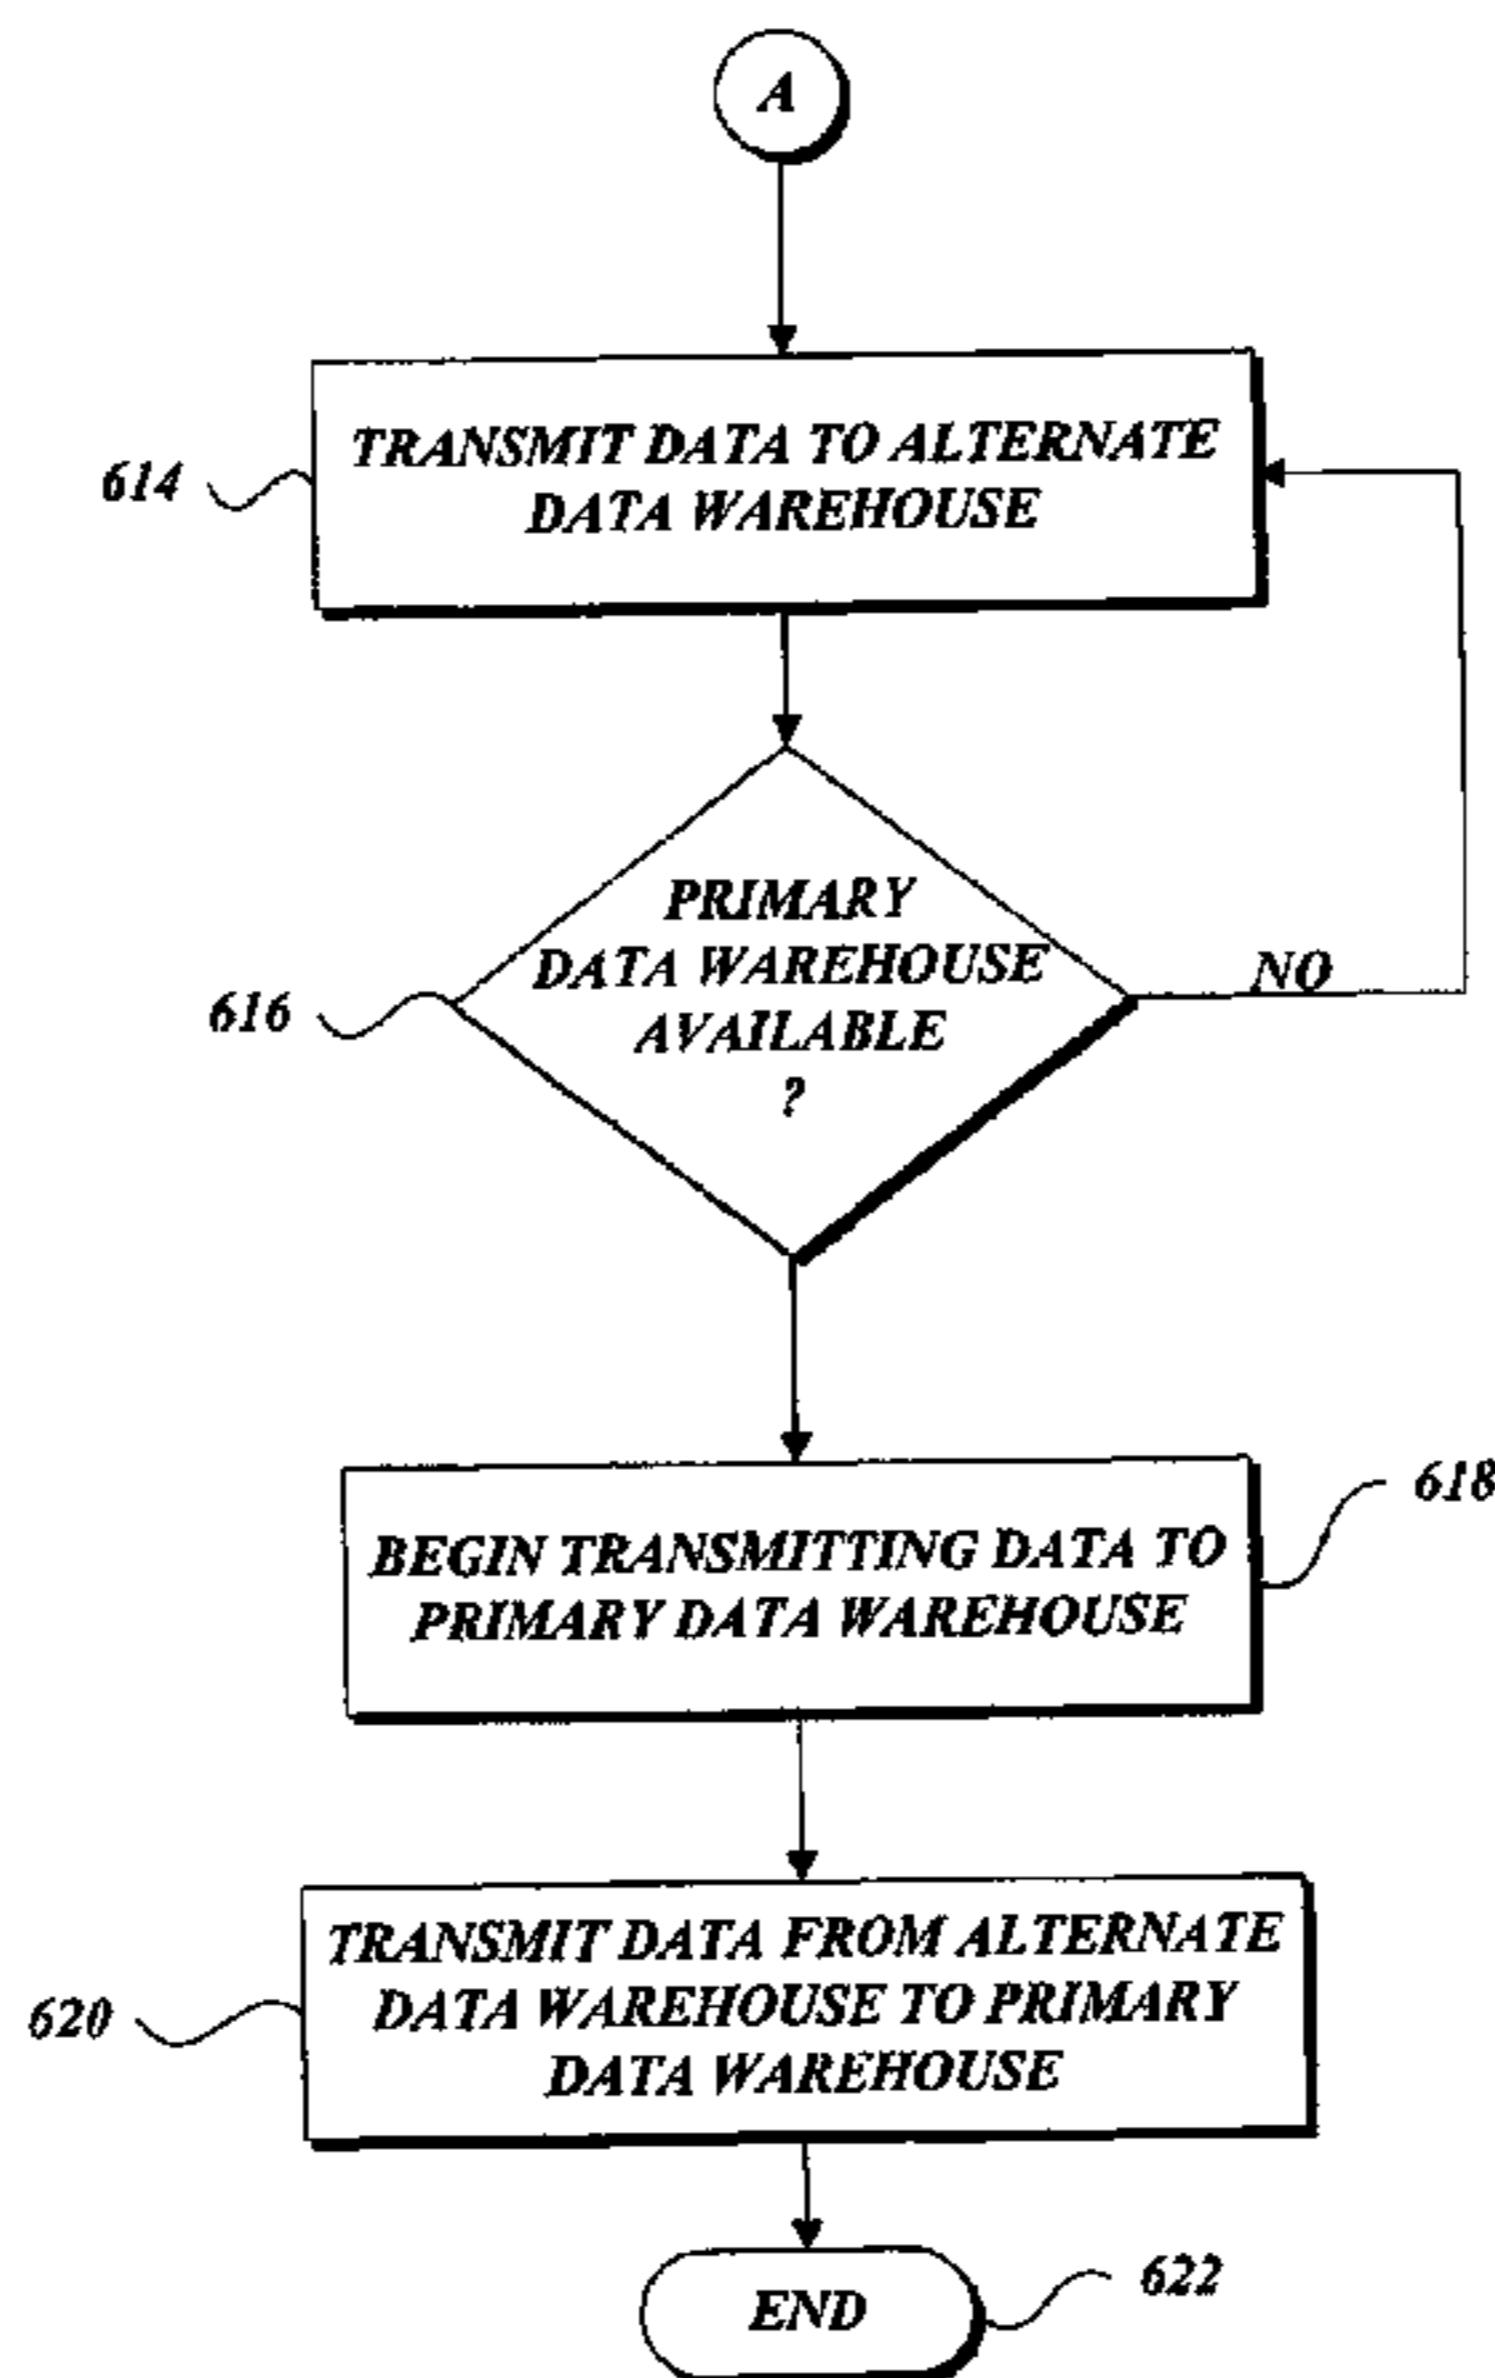 A
TRANSMIT DATA TO ALTERNATE
DATA WAREHOUSE
614
PRIMARY
DATA WAREHOUSE
AVAILABLE
?
NO
616
BEGIN TRANSMITTING DATA TO
PRIMARY DATA WAREHOUSE
618
TRANSMIT DATA FROM ALTERNATE
DATA WAREHOUSE TO PRIMARY
DATA WAREHOUSE
620
END
622